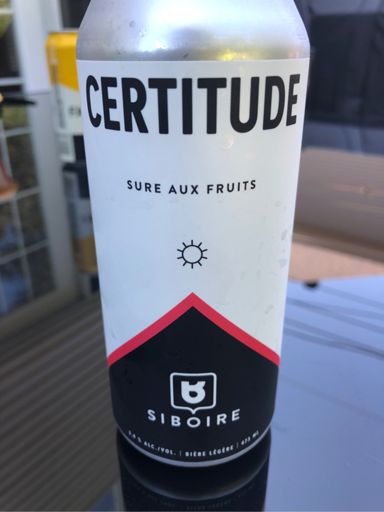 CERTITUDE
SURE AUX FRUITS
SIBOIRE
ALC./VOL. | BIÈRE LÉGÈRE | 473 ML